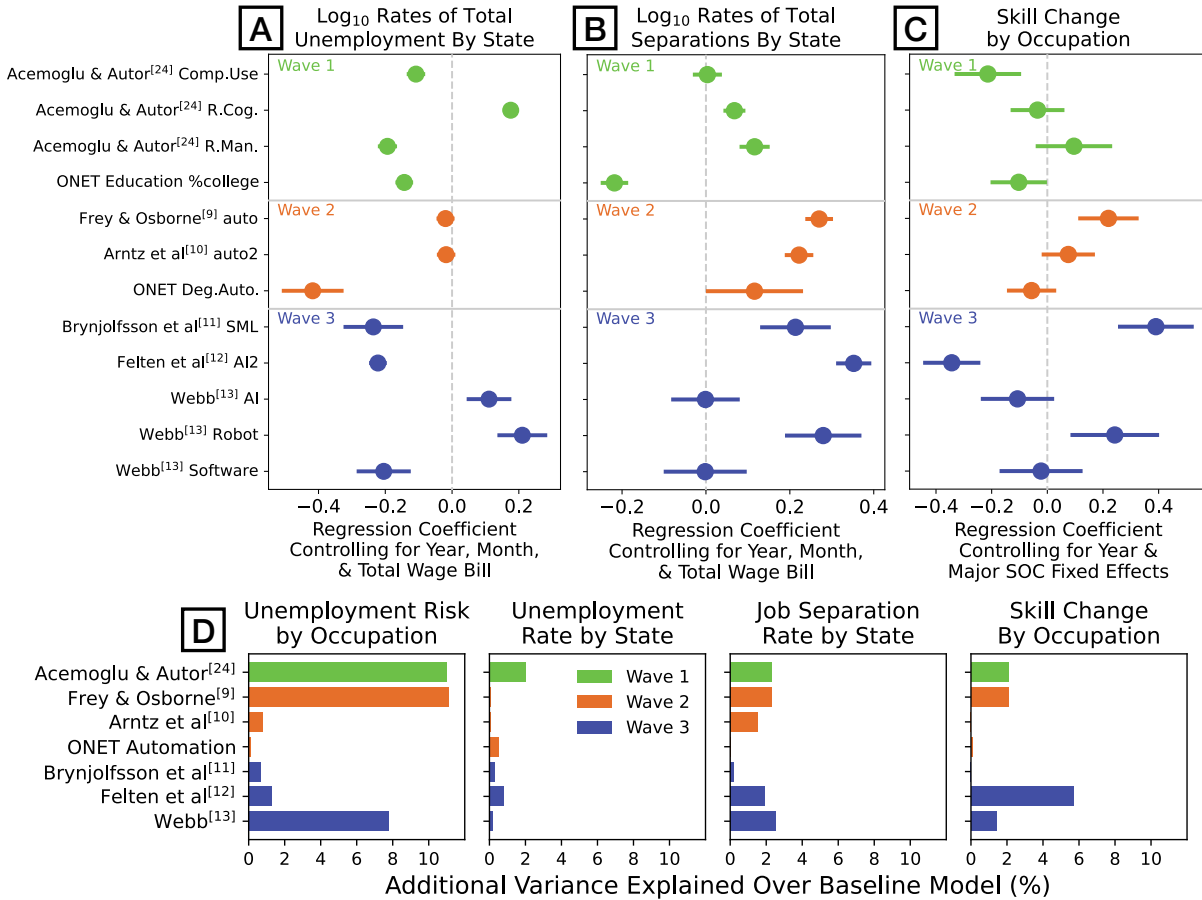 A
Log10 Rates of Total
Unemployment By State
B
Log10 Rates of Total
Separations By State
C
Skill Change
by Occupation
Acemoglu & Autor[24] Comp.Use
Acemoglu & Autor[24] R.Cog.
Acemoglu & Autor[24] R.Man.
ONET Education %college
Frey & Osborne[9] auto
Arntz et al[10] auto2
ONET Deg.Auto.
Brynjolfsson et al[11] SML
Felten et al[12] AI2
Webb[13] AI
Webb[13] Robot
Webb[13] Software
Wave 1
Wave 2
Wave 3
Wave 1
Wave 2
Wave 3
Wave 1
Wave 2
Wave 3
−0.4 −0.2 0.0 0.2
−0.2 0.0 0.2 0.4
−0.4 −0.2 0.0 0.2 0.4
Regression Coefficient
Controlling for Year, Month,
& Total Wage Bill
Regression Coefficient
Controlling for Year, Month,
& Total Wage Bill
Regression Coefficient
Controlling for Year &
Major SOC Fixed Effects
D
Unemployment Risk
by Occupation
Unemployment
Rate by State
Job Separation
Rate by State
Skill Change
By Occupation
Acemoglu & Autor[24]
Frey & Osborne[9]
Arntz et al[10]
ONET Automation
Brynjolfsson et al[11]
Felten et al[12]
Webb[13]
Wave 1
Wave 2
Wave 3
0 2 4 6 8 10
0 2 4 6 8 10
0 2 4 6 8 10
0 2 4 6 8 10
Additional Variance Explained Over Baseline Model (%)